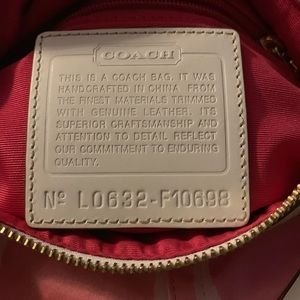 COACH
THIS IS A COACH BAG. IT WAS
HANDCRAFTED IN CHINA FROM
THE FINEST MATERIALS TRIMMED
WITH GENUINE LEATHER. ITS
SUPERIOR CRAFTSMANSHIP AND
ATTENTION TO DETAIL REFLECT
OUR COMMITMENT TO ENDURING
QUALITY.
Nº L0632-F10698